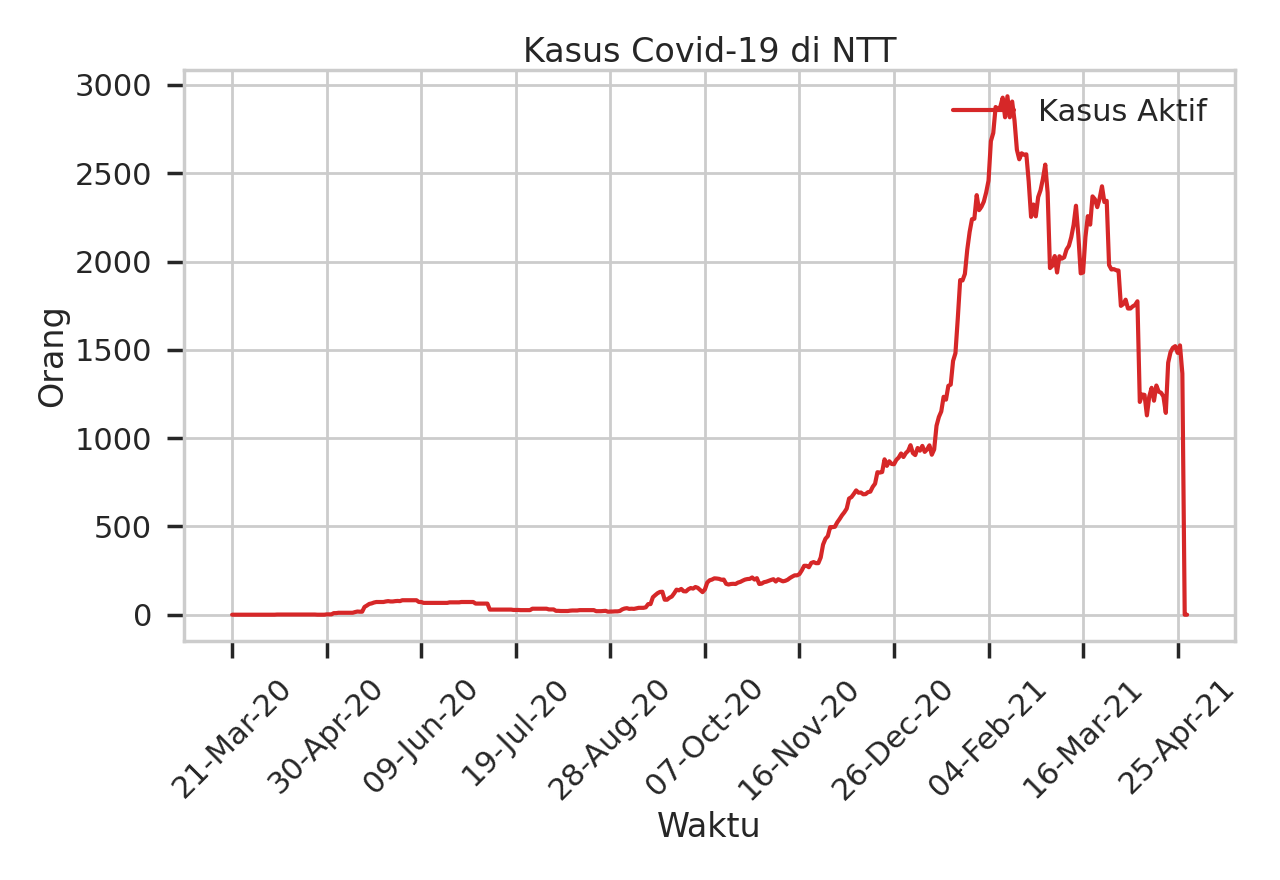 Kasus Covid-19 di NTT
Kasus Aktif
3000
2500
2000
1500
1000
500
0
Orang
21-Mar-20
30-Apr-20
09-Jun-20
19-Jul-20
28-Aug-20
07-Oct-20
16-Nov-20
26-Dec-20
04-Feb-21
16-Mar-21
25-Apr-21
Waktu